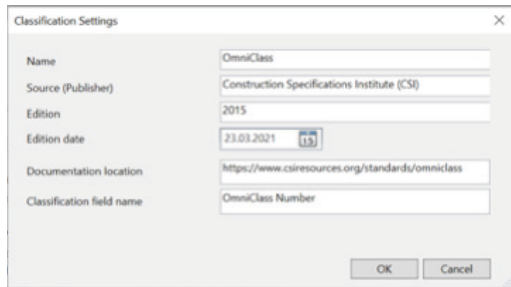 Classification Settings
Name OmniClass
Source (Publisher) Construction Specifications Institute (CSI)
Edition 2015
Edition date 23.03.2021 15
Documentation location https://www.csiresources.org/standards/omniclass
Classification field name OmniClass Number
OK Cancel